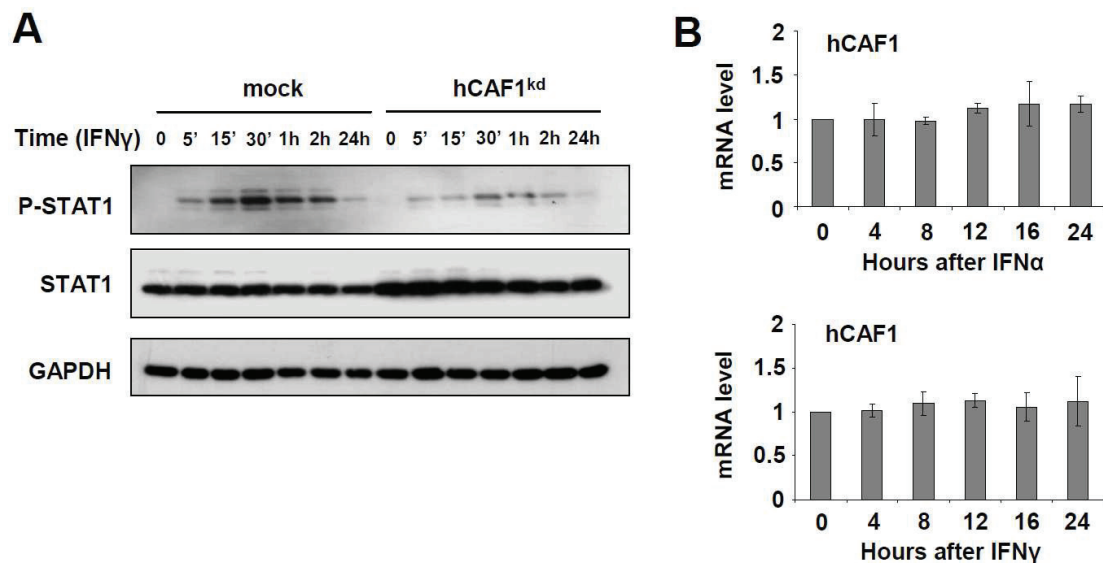 A
mock hCAF1kd
Time (IFNγ) 0 5' 15' 30' 1h 2h 24h 0 5' 15' 30' 1h 2h 24h
P-STAT1
STAT1
GAPDH
B
hCAF1
mRNA level
2
1.5
1
0.5
0
0 4 8 12 16 24
Hours after IFNα
hCAF1
mRNA level
2
1.5
1
0.5
0
0 4 8 12 16 24
Hours after IFNγ